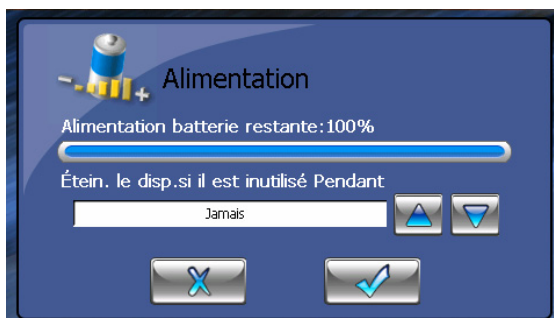 Alimentation
Alimentation batterie restante:100%
Étein. le disp.si il est inutilisé Pendant
Jamais